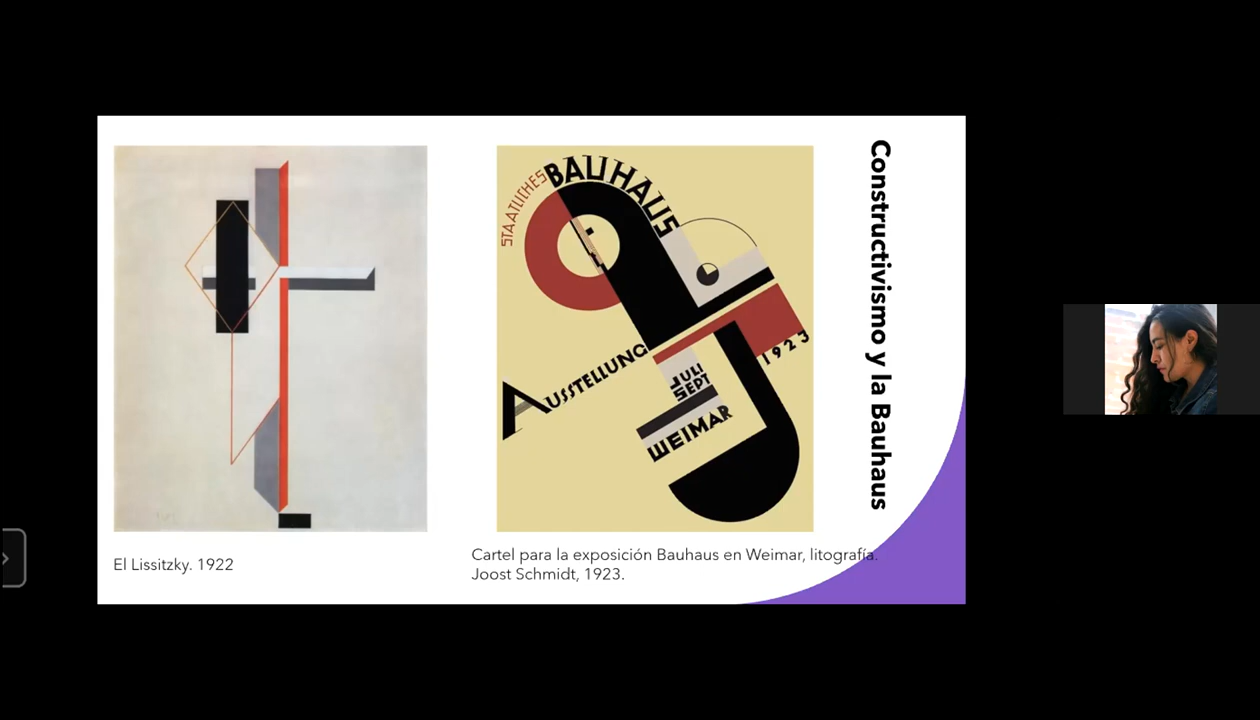 Constructivismo y la Bauhaus
STAATLICHES
BAUHAUS
AUSSTELLUNG
JULI
SEPT
WEIMAR
1923
El Lissitzky. 1922
Cartel para la exposición Bauhaus en Weimar, litografía.
Joost Schmidt, 1923.